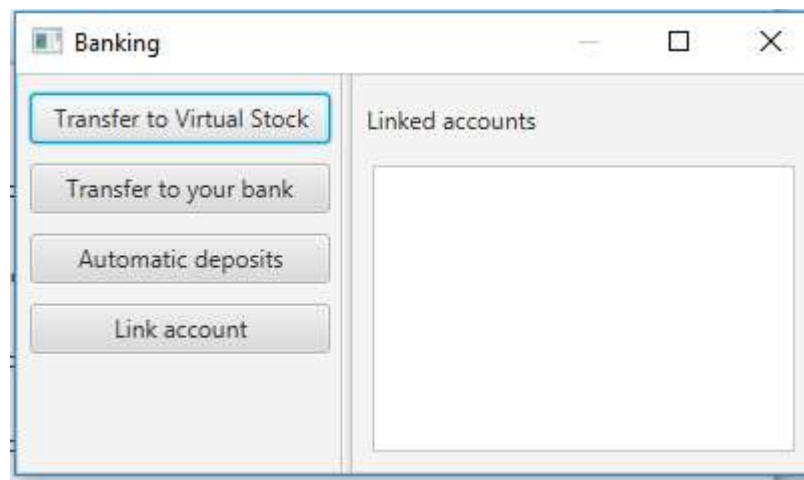 Banking
Transfer to Virtual Stock
Transfer to your bank
Automatic deposits
Link account
Linked accounts